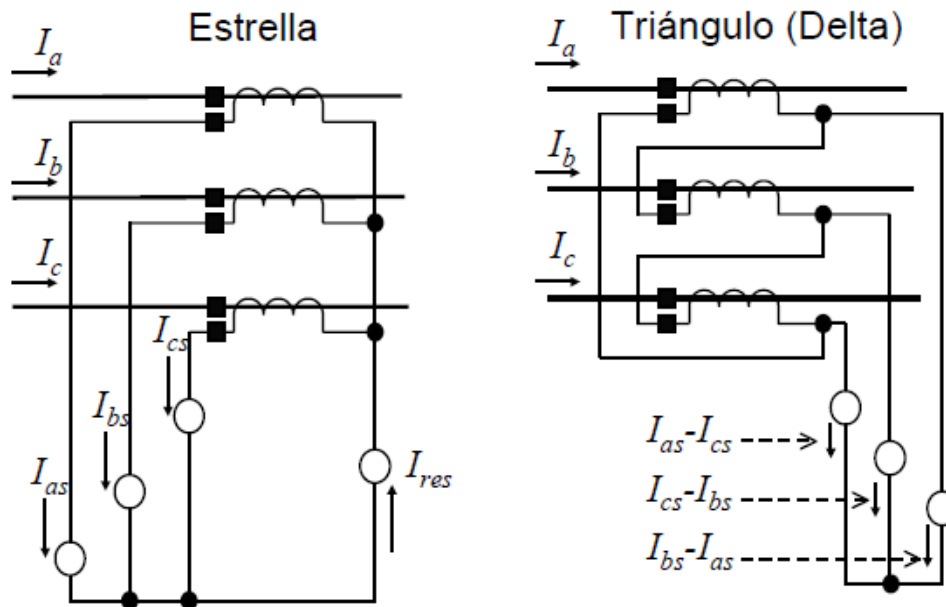 Estrella
I_a
I_b
I_c
I_cs
I_bs
I_as
I_res
Triángulo (Delta)
I_a
I_b
I_c
I_as-I_cs
I_cs-I_bs
I_bs-I_as